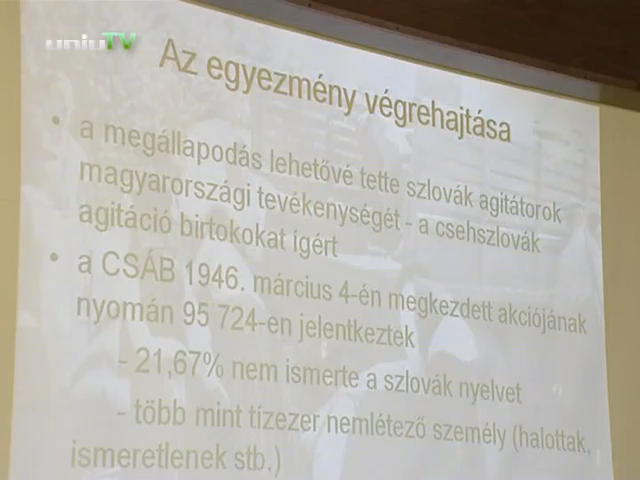 uniuTV
Az egyezmény végrehajtása
• a megállapodás lehetővé tette szlovák agitátorok
magyarországi tevékenységét - a csehszlovák
agitáció birtokokat ígért
• a CSÁB 1946. március 4-én megkezdett akciójának
nyomán 95 724-en jelentkeztek
- 21,67% nem ismerte a szlovák nyelvet
- több mint tízezer nemlétező személy (halottak,
ismeretlenek stb.)